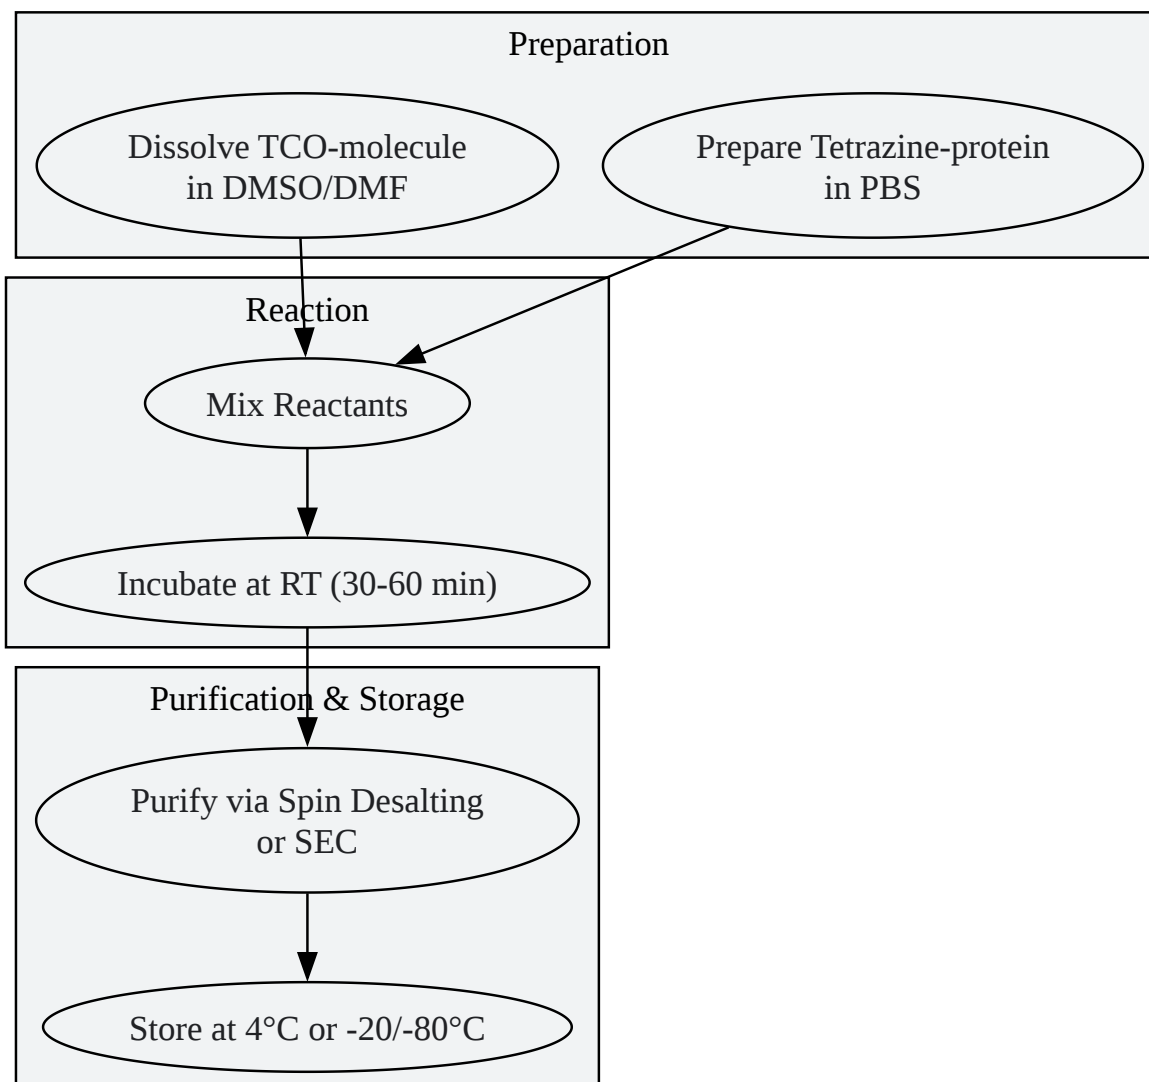 Preparation
Dissolve TCO-molecule
in DMSO/DMF
Prepare Tetrazine-protein
in PBS
Reaction
Mix Reactants
Incubate at RT (30-60 min)
Purification & Storage
Purify via Spin Desalting
or SEC
Store at 4°C or -20/-80°C